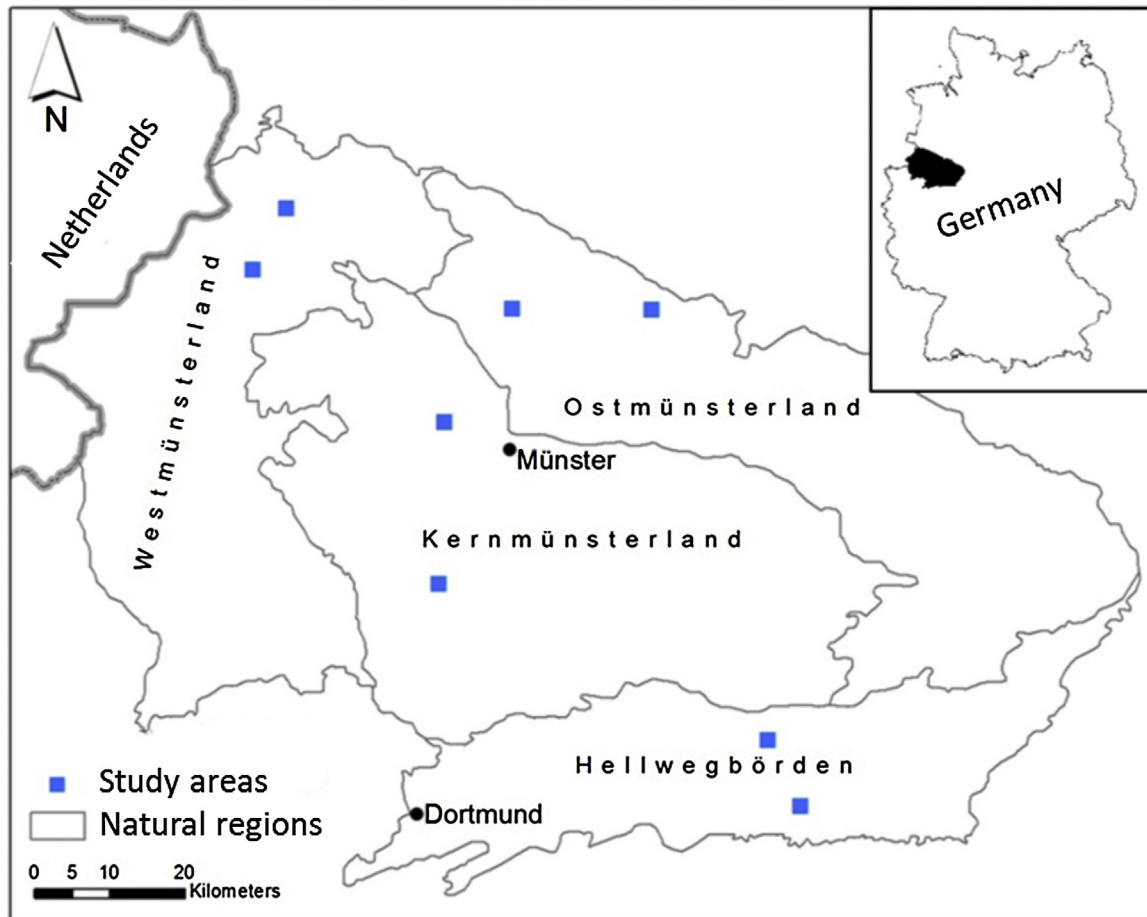 N
Netherlands
Germany
Westmünsterland
Ostmünsterland
Münster
Kernmünsterland
Hellwegbörden
Dortmund
Study areas
Natural regions
0 5 10 20
Kilometers